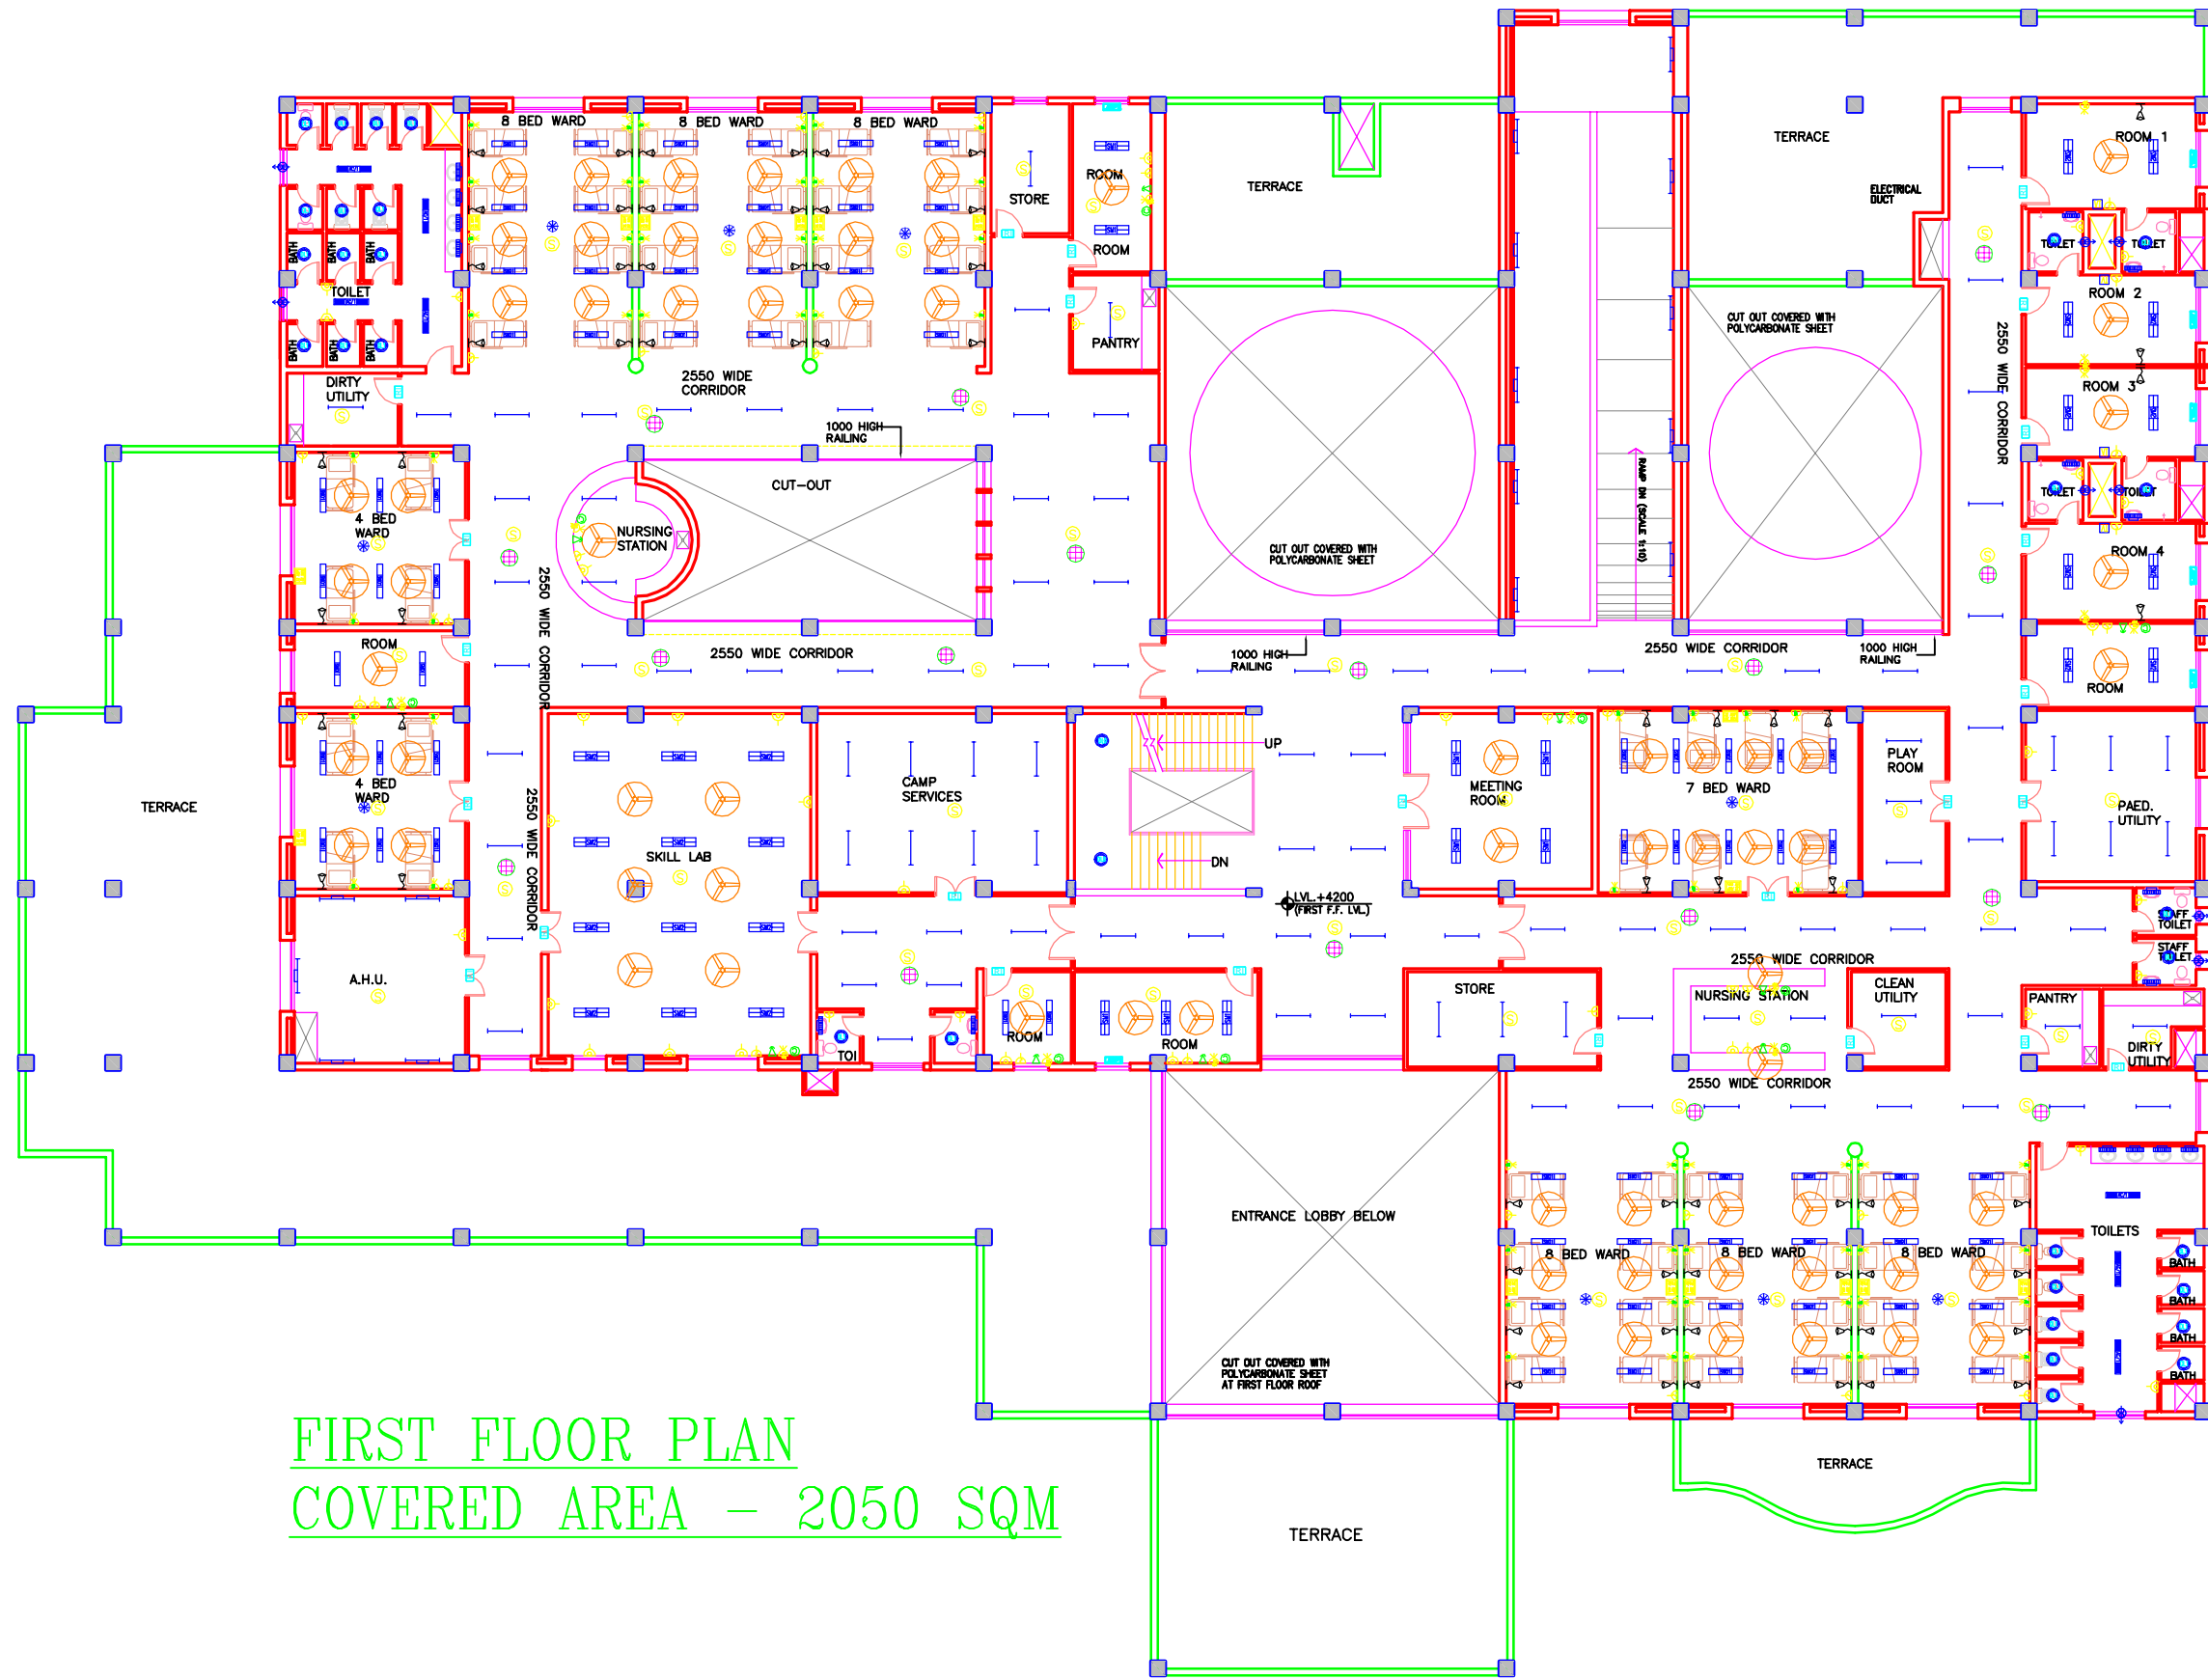 8 BED WARD
8 BED WARD
8 BED WARD
STORE
ROOM
ROOM
TERRACE
TERRACE
ELECTRICAL
DUCT
ROOM 1
TOILET
TOILET
ROOM 2
BATH
BATH
BATH
TOILET
BATH
BATH
BATH
PANTRY
DIRTY
UTILITY
2550 WIDE
CORRIDOR
1000 HIGH
RAILING
CUT OUT COVERED WITH
POLYCARBONATE SHEET
2550 WIDE CORRIDOR
ROOM 3
TOILET
TOILET
ROOM 4
ROOM
4 BED
WARD
NURSING
STATION
CUT-OUT
CUT OUT COVERED WITH
POLYCARBONATE SHEET
RAMP DN (SCALE 1:10)
2550 WIDE CORRIDOR
ROOM
2550 WIDE CORRIDOR
1000 HIGH
RAILING
2550 WIDE CORRIDOR
1000 HIGH
RAILING
TERRACE
4 BED
WARD
2550 WIDE CORRIDOR
SKILL LAB
CAMP
SERVICES
UP
DN
MEETING
ROOM
7 BED WARD
PLAY
ROOM
PAED.
UTILITY
LVL.+4200
(FIRST F.F. LVL.)
A.H.U.
TOI
ROOM
ROOM
STORE
2550 WIDE CORRIDOR
NURSING STATION
CLEAN
UTILITY
STAFF
TOILET
STAFF
TOILET
PANTRY
DIRTY
UTILITY
2550 WIDE CORRIDOR
ENTRANCE LOBBY BELOW
8 BED WARD
8 BED WARD
8 BED WARD
TOILETS
BATH
BATH
BATH
BATH
CUT OUT COVERED WITH
POLYCARBONATE SHEET
AT FIRST FLOOR ROOF
TERRACE
TERRACE
FIRST FLOOR PLAN
COVERED AREA - 2050 SQM